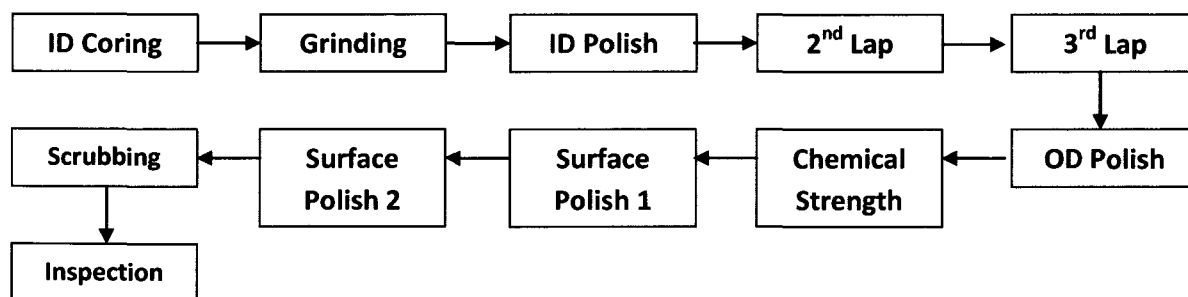 ID Coring
Grinding
ID Polish
2nd Lap
3rd Lap
OD Polish
Chemical
Strength
Surface
Polish 1
Surface
Polish 2
Scrubbing
Inspection